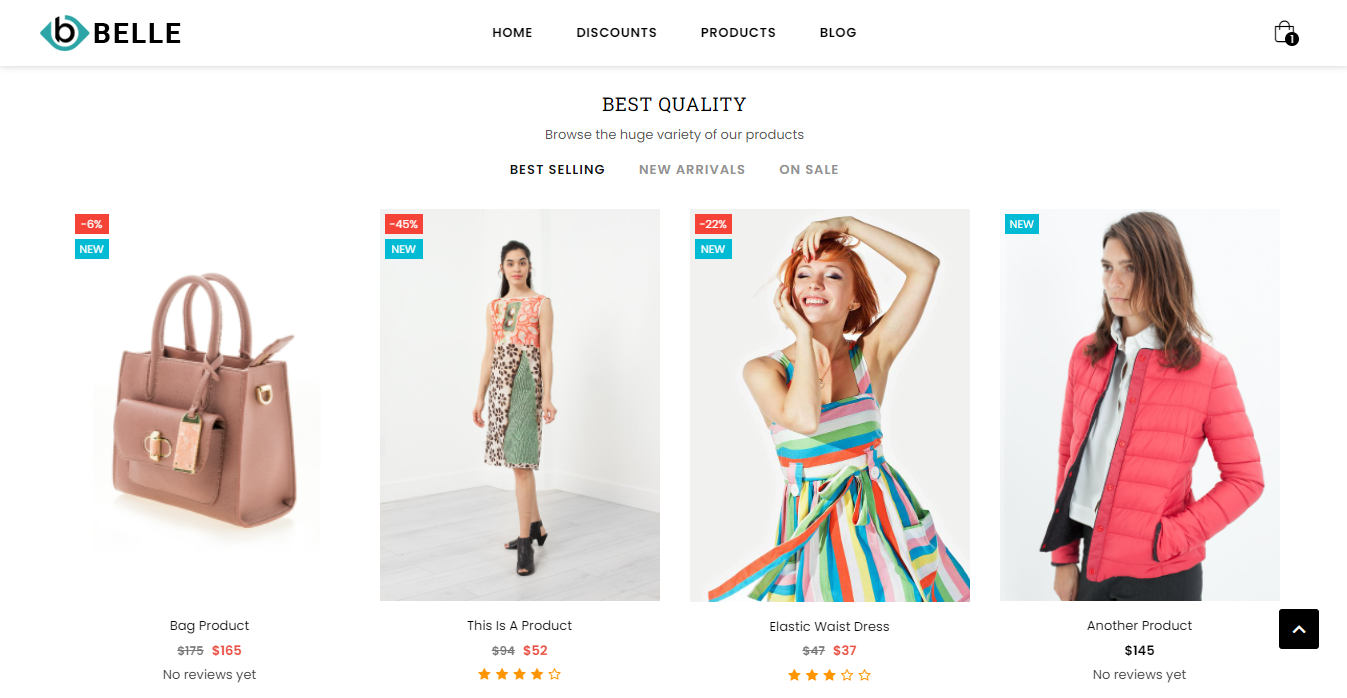 b BELLE
HOME DISCOUNTS PRODUCTS BLOG
1
BEST QUALITY
Browse the huge variety of our products
BEST SELLING NEW ARRIVALS ON SALE
-6%
NEW
-45%
NEW
-22%
NEW
NEW
Bag Product
$175 $165
No reviews yet
This Is A Product
$94 $52
Elastic Waist Dress
$47 $37
Another Product
$145
No reviews yet